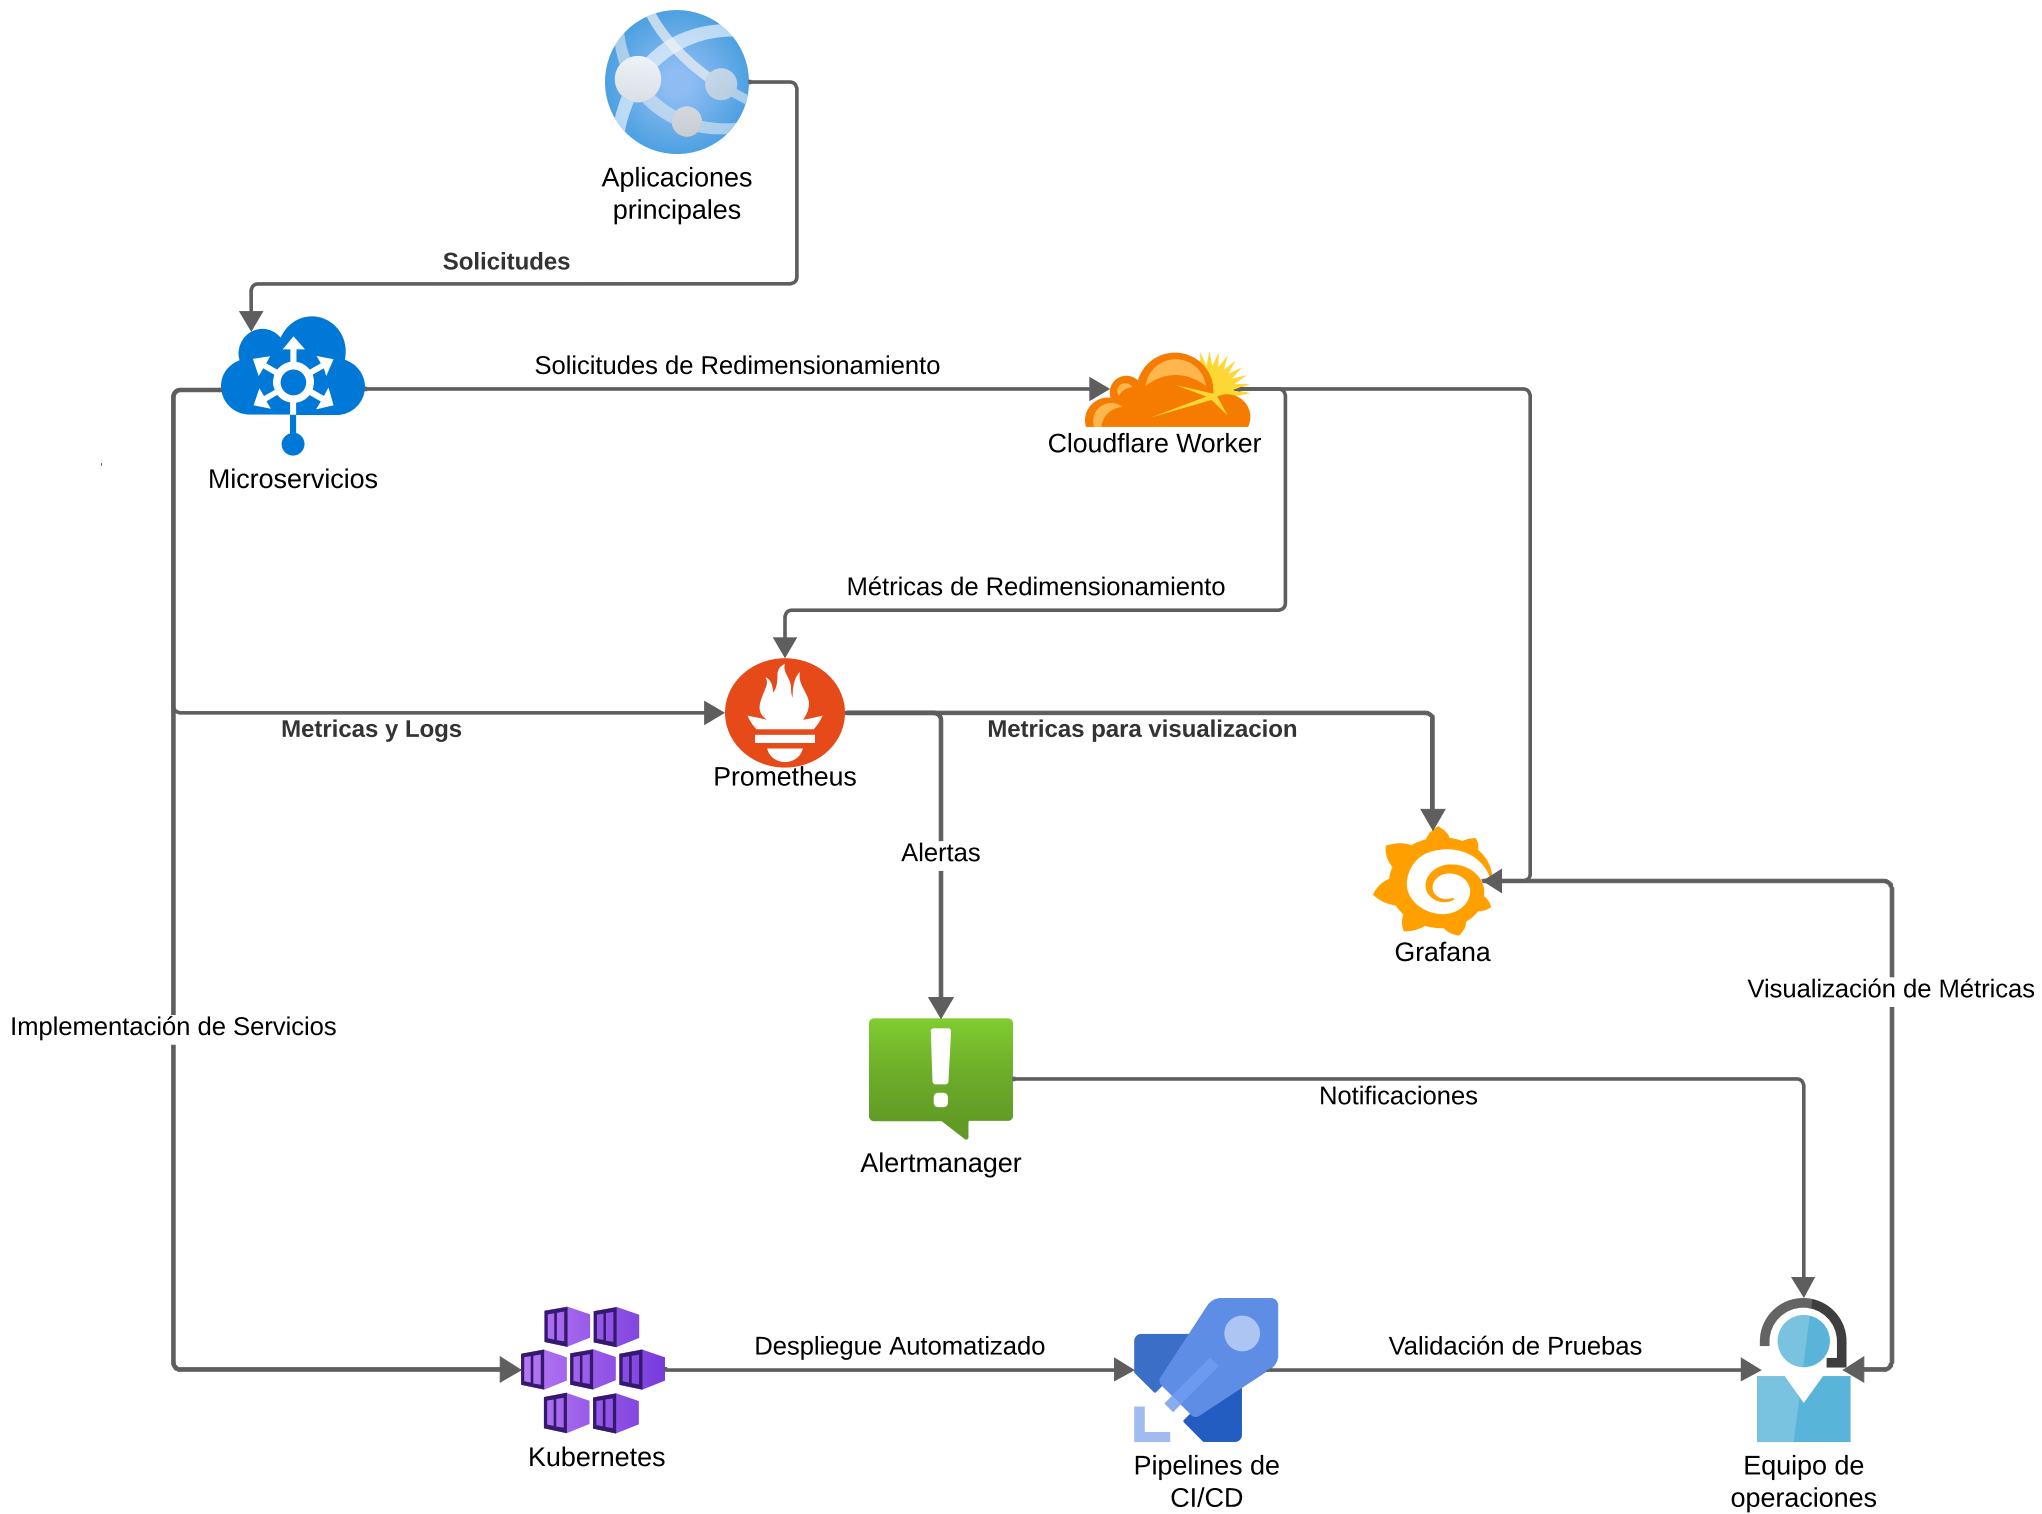 Aplicaciones
principales
Solicitudes
Solicitudes de Redimensionamiento
Cloudflare Worker
Microservicios
Métricas de Redimensionamiento
Metricas y Logs
Metricas para visualizacion
Prometheus
Alertas
Grafana
Visualización de Métricas
Implementación de Servicios
Notificaciones
Alertmanager
Despliegue Automatizado
Validación de Pruebas
Kubernetes
Pipelines de
CI/CD
Equipo de
operaciones